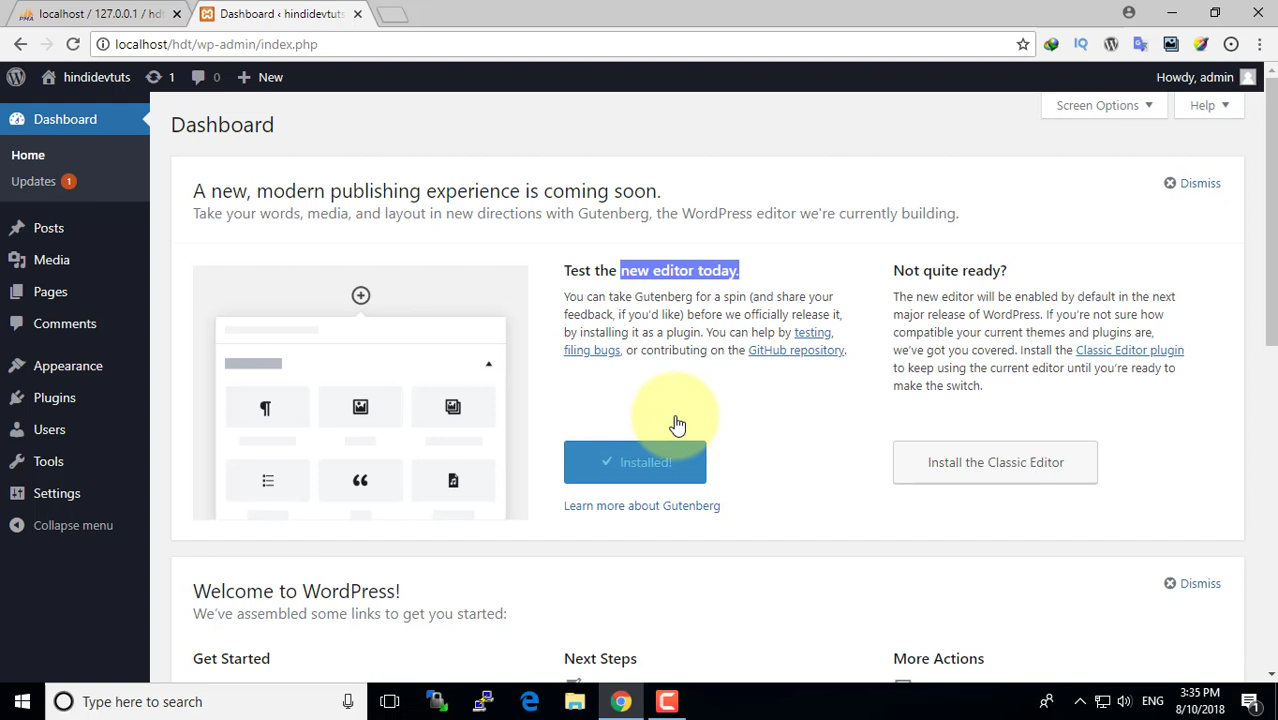 localhost / 127.0.0.1 / hdt
Dashboard ‹ hindidevtuts
localhost/hdt/wp-admin/index.php
hindidevtuts
1
0
New
Howdy, admin
Dashboard
Home
Updates 1
Posts
Media
Pages
Comments
Appearance
Plugins
Users
Tools
Settings
Collapse menu
Screen Options
Help
Dashboard
A new, modern publishing experience is coming soon.
Dismiss
Take your words, media, and layout in new directions with Gutenberg, the WordPress editor we're currently building.
Test the new editor today.
You can take Gutenberg for a spin (and share your
feedback, if you'd like) before we officially release it,
by installing it as a plugin. You can help by testing,
filing bugs, or contributing on the GitHub repository.
Installed!
Learn more about Gutenberg
Not quite ready?
The new editor will be enabled by default in the next
major release of WordPress. If you're not sure how
compatible your current themes and plugins are,
we've got you covered. Install the Classic Editor plugin
to keep using the current editor until you're ready to
make the switch.
Install the Classic Editor
Welcome to WordPress!
Dismiss
We've assembled some links to get you started:
Get Started
Next Steps
More Actions
Type here to search
ENG
3:35 PM
8/10/2018
1